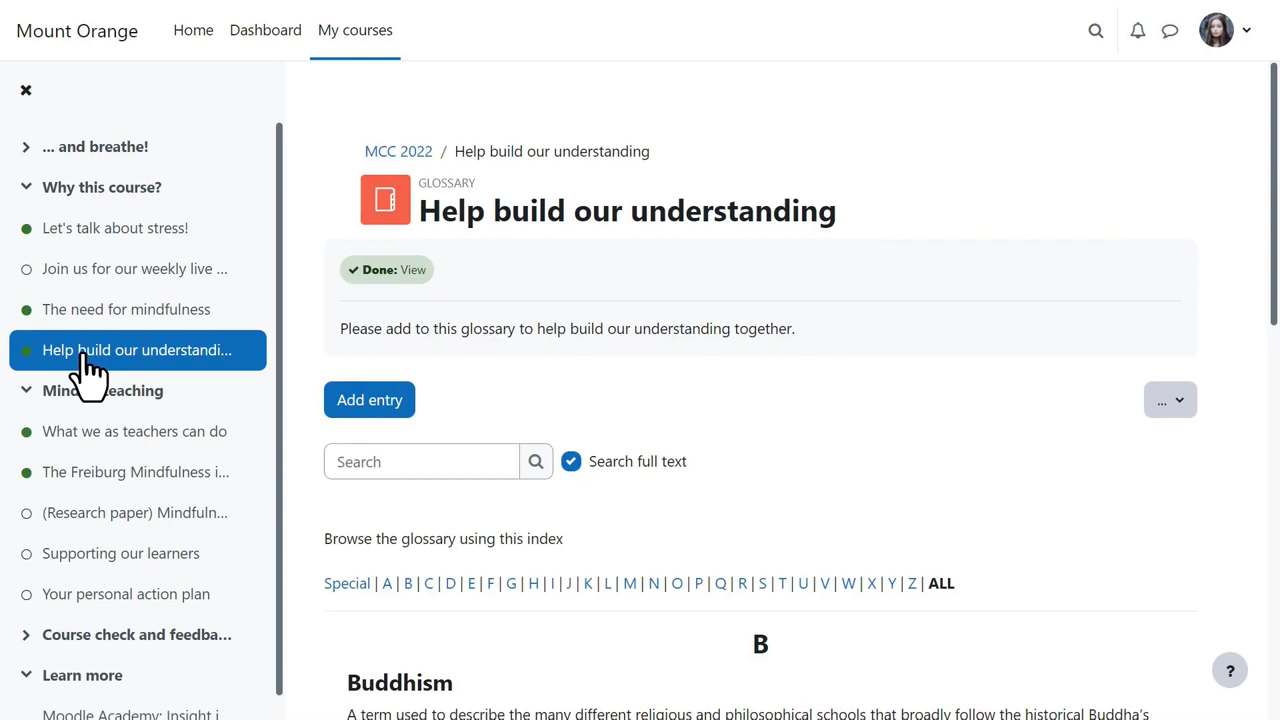 Mount Orange
Home
Dashboard
My courses
... and breathe!
Why this course?
Let's talk about stress!
Join us for our weekly live ...
The need for mindfulness
Help build our understandi...
Mind eaching
What we as teachers can do
The Freiburg Mindfulness i...
(Research paper) Mindfuln...
Supporting our learners
Your personal action plan
Course check and feedba...
Learn more
Moodle Academy: Insight i
MCC 2022 / Help build our understanding
GLOSSARY
Help build our understanding
Done: View
Please add to this glossary to help build our understanding together.
Add entry
...
Search
Search full text
Browse the glossary using this index
Special | A | B | C | D | E | F | G | H | I | J | K | L | M | N | O | P | Q | R | S | T | U | V | W | X | Y | Z | ALL
B
Buddhism
A term used to describe the many different religious and philosophical schools that broadly follow the historical Buddha's
?